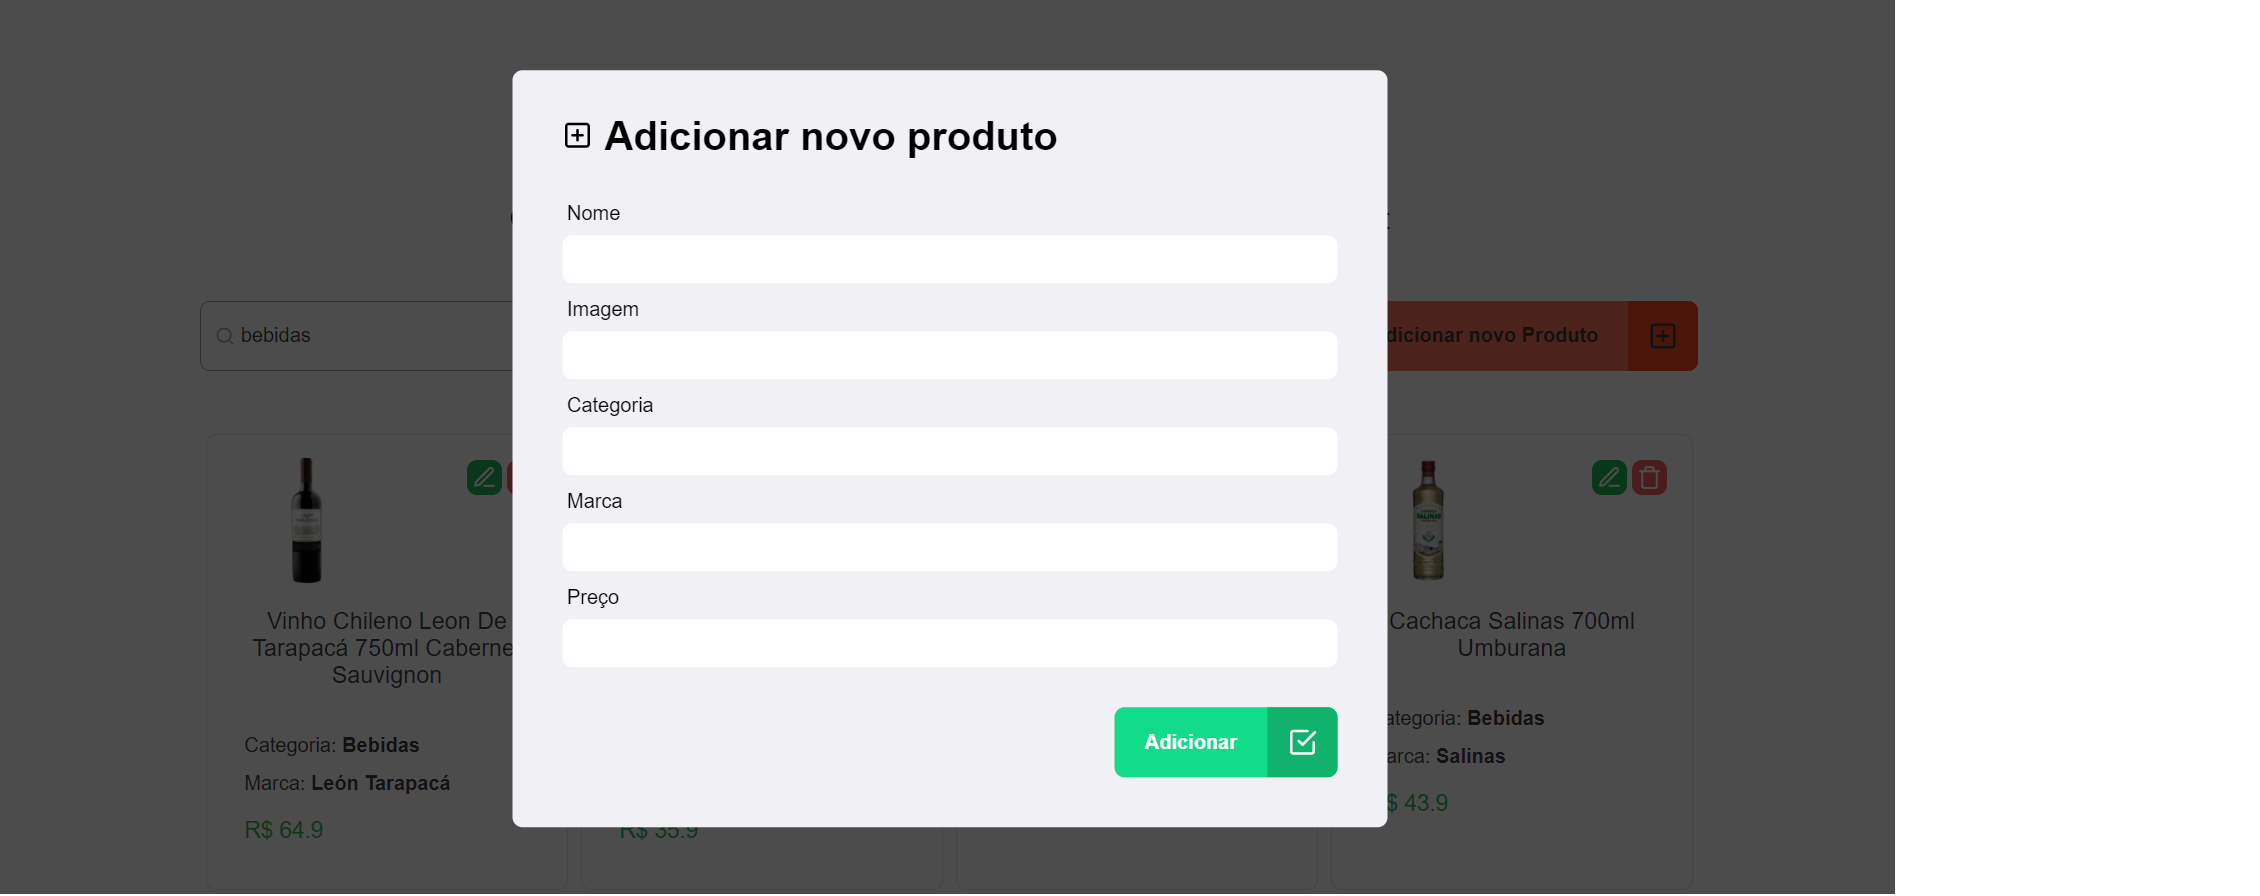 Adicionar novo produto
Nome
Imagem
Categoria
Marca
Preço
Adicionar
bebidas
dicionar novo Produto
Vinho Chileno Leon De
Tarapacá 750ml Caberne
Sauvignon
Categoria: Bebidas
Marca: León Tarapacá
R$ 64.9
R$ 35.9
SALINAS
Cachaca Salinas 700ml
Umburana
ategoria: Bebidas
arca: Salinas
$ 43.9